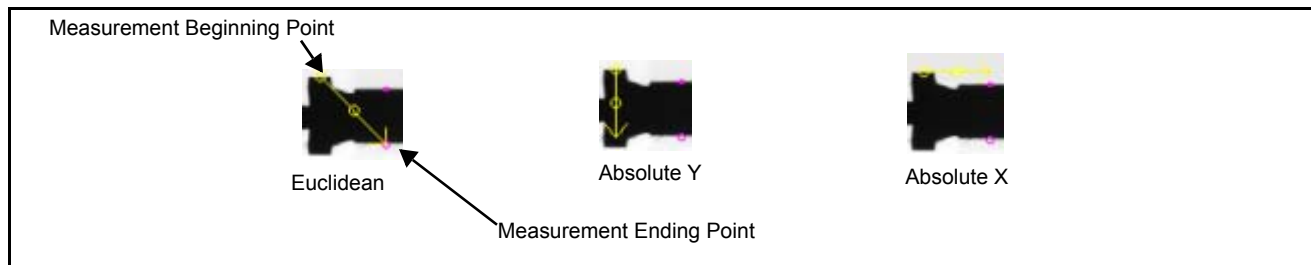 Measurement Beginning Point
Euclidean
Absolute Y
Absolute X
Measurement Ending Point